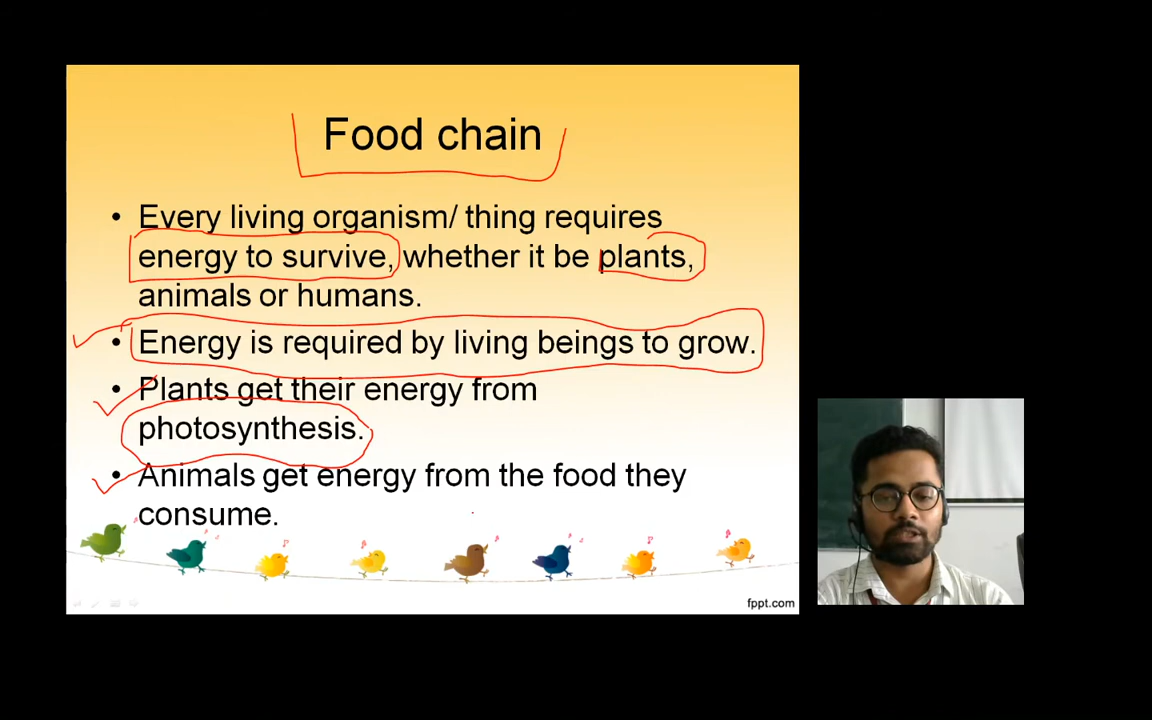 Food chain
• Every living organism/ thing requires
energy to survive, whether it be plants,
animals or humans.
• Energy is required by living beings to grow.
• Plants get their energy from
photosynthesis.
• Animals get energy from the food they
consume.
fppt.com